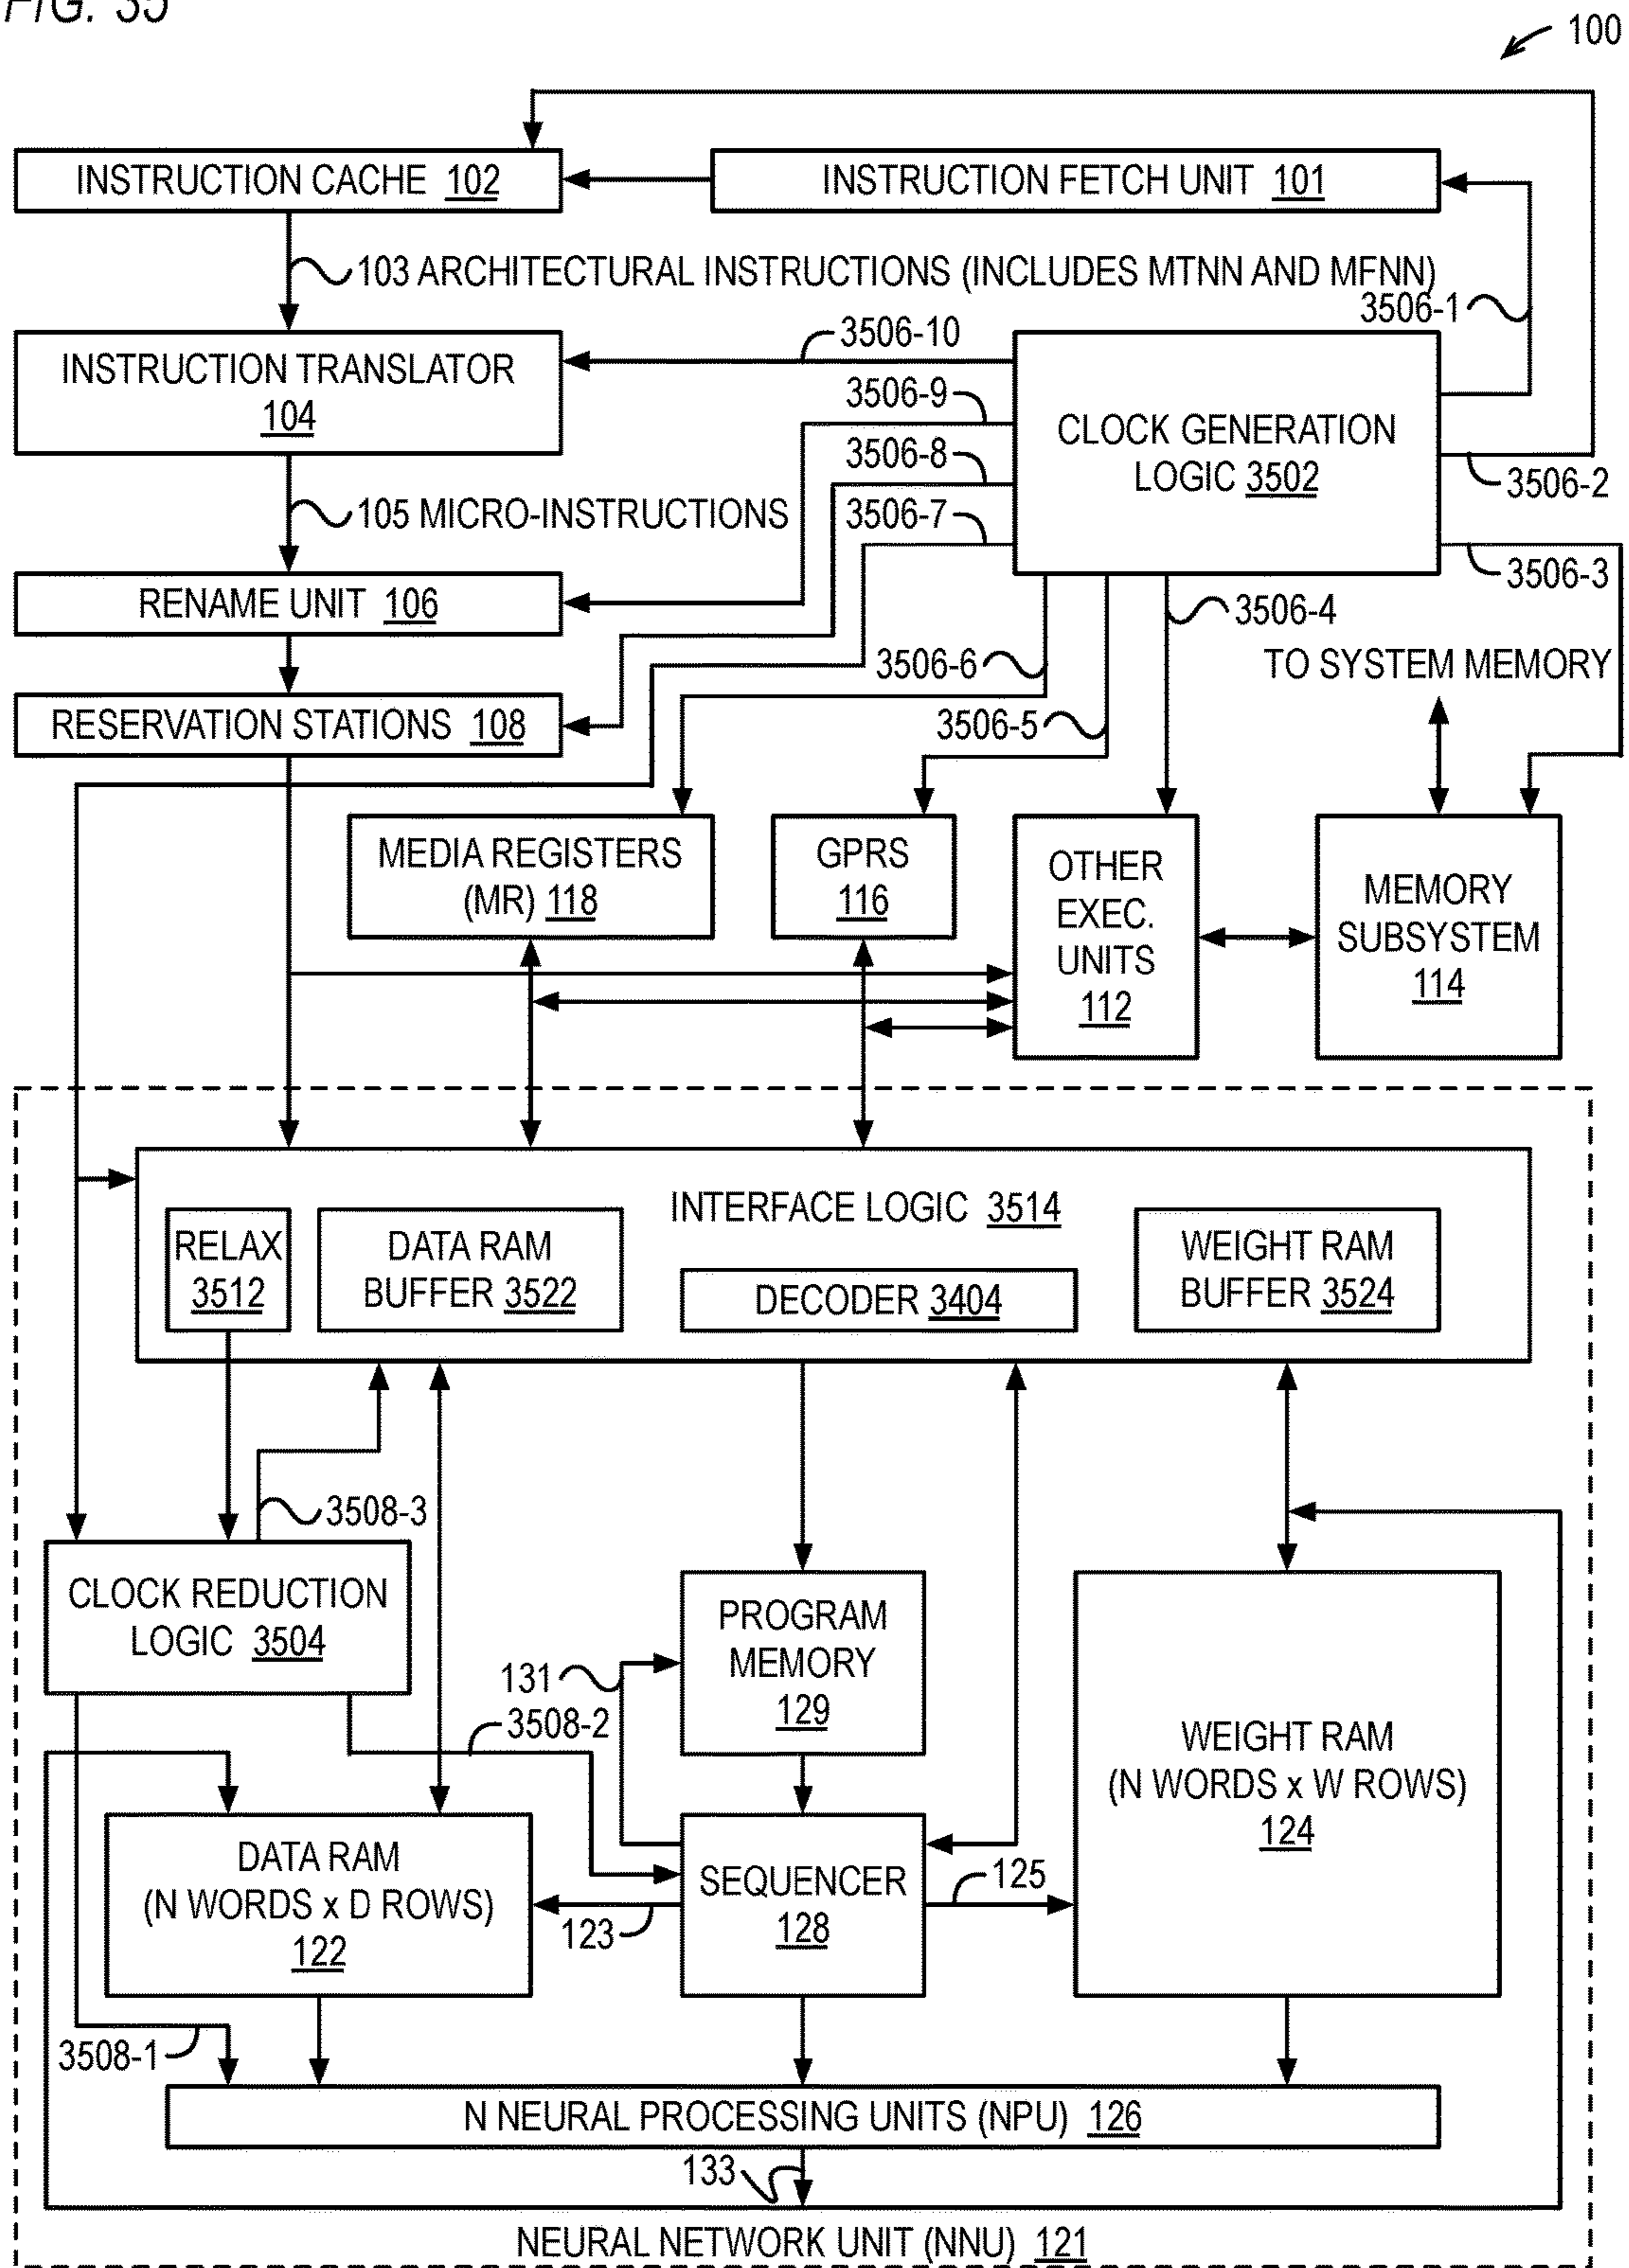 FIG. 35
100
INSTRUCTION CACHE 102
INSTRUCTION FETCH UNIT 101
103 ARCHITECTURAL INSTRUCTIONS (INCLUDES MTNN AND MFNN)
3506-1
3506-10
INSTRUCTION TRANSLATOR
104
3506-9
CLOCK GENERATION
LOGIC 3502
3506-8
3506-2
105 MICRO-INSTRUCTIONS
3506-7
3506-3
RENAME UNIT 106
3506-4
3506-6
TO SYSTEM MEMORY
RESERVATION STATIONS 108
3506-5
MEDIA REGISTERS
(MR) 118
GPRS
116
OTHER
EXEC.
UNITS
112
MEMORY
SUBSYSTEM
114
INTERFACE LOGIC 3514
RELAX
3512
DATA RAM
BUFFER 3522
DECODER 3404
WEIGHT RAM
BUFFER 3524
3508-3
CLOCK REDUCTION
LOGIC 3504
PROGRAM
MEMORY
129
131
3508-2
WEIGHT RAM
(N WORDS x W ROWS)
124
DATA RAM
(N WORDS x D ROWS)
122
SEQUENCER
128
125
123
3508-1
N NEURAL PROCESSING UNITS (NPU) 126
133
NEURAL NETWORK UNIT (NNU) 121